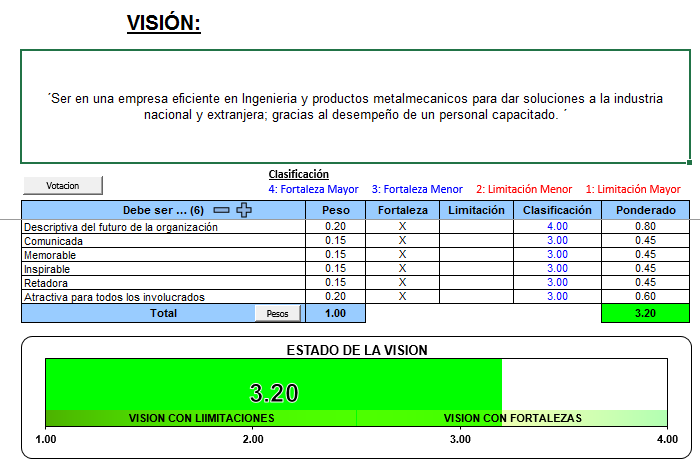 VISIÓN:
´Ser en una empresa eficiente en Ingenieria y productos metalmecanicos para dar soluciones a la industria
nacional y extranjera; gracias al desempeño de un personal capacitado. ´
Clasificación
Votacion
4: Fortaleza Mayor 3: Fortaleza Menor 2: Limitación Menor 1: Limitación Mayor
Debe ser ... (6) Peso Fortaleza Limitación Clasificación Ponderado
Descriptiva del futuro de la organización 0.20 X 4.00 0.80
Comunicada 0.15 X 3.00 0.45
Memorable 0.15 X 3.00 0.45
Inspirable 0.15 X 3.00 0.45
Retadora 0.15 X 3.00 0.45
Atractiva para todos los involucrados 0.20 X 3.00 0.60
Total Pesos 1.00 3.20
ESTADO DE LA VISION
3.20
VISION CON LIIMITACIONES VISION CON FORTALEZAS
1.00 2.00 3.00 4.00